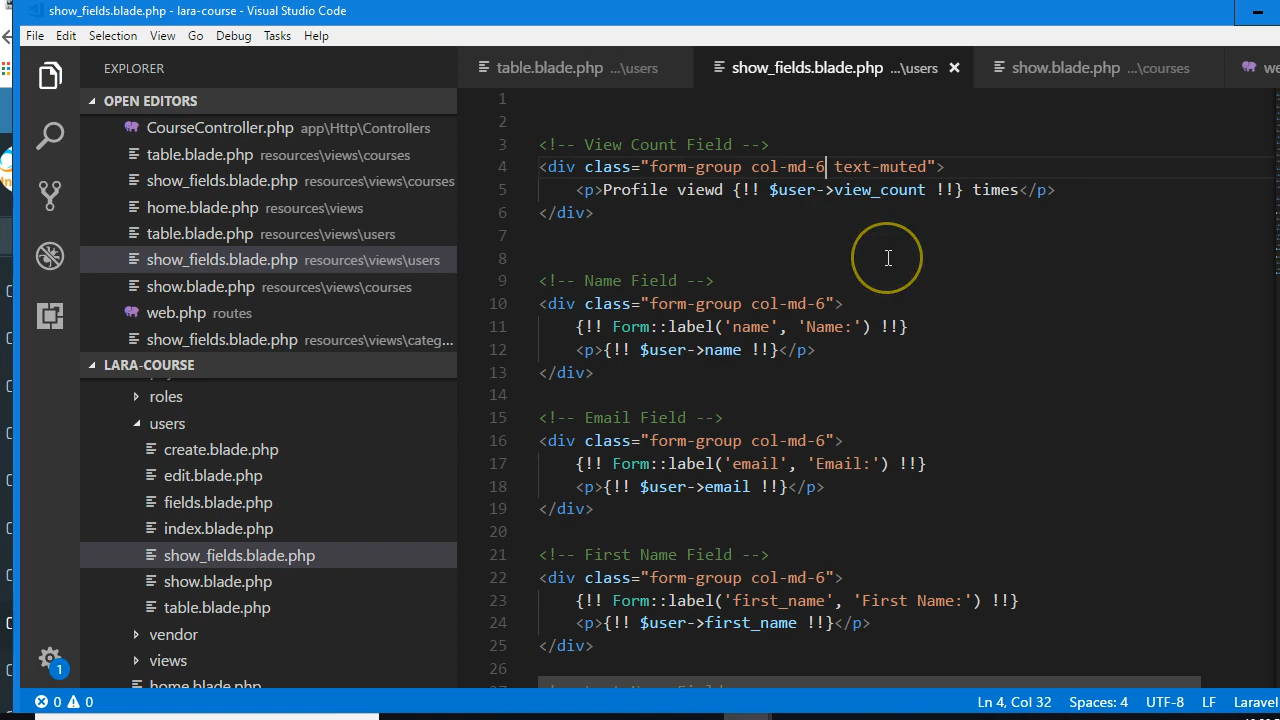 show_fields.blade.php - lara-course - Visual Studio Code
File Edit Selection View Go Debug Tasks Help
EXPLORER
OPEN EDITORS
CourseController.php app\Http\Controllers
table.blade.php resources\views\courses
show_fields.blade.php resources\views\courses
home.blade.php resources\views
table.blade.php resources\views\users
show_fields.blade.php resources\views\users
show.blade.php resources\views\courses
web.php routes
show_fields.blade.php resources\views\categ...
LARA-COURSE
roles
users
create.blade.php
edit.blade.php
fields.blade.php
index.blade.php
show_fields.blade.php
show.blade.php
table.blade.php
vendor
views
home.blade.php
1
table.blade.php ...\users
show_fields.blade.php ...\users
show.blade.php ...\courses
we
1
2
3 <!-- View Count Field -->
4 <div class="form-group col-md-6 text-muted">
5 <p>Profile viewd {!! $user->view_count !!} times</p>
6 </div>
7
8
9 <!-- Name Field -->
10 <div class="form-group col-md-6">
11 {!! Form::label('name', 'Name:') !!}
12 <p>{!! $user->name !!}</p>
13 </div>
14
15 <!-- Email Field -->
16 <div class="form-group col-md-6">
17 {!! Form::label('email', 'Email:') !!}
18 <p>{!! $user->email !!}</p>
19 </div>
20
21 <!-- First Name Field -->
22 <div class="form-group col-md-6">
23 {!! Form::label('first_name', 'First Name:') !!}
24 <p>{!! $user->first_name !!}</p>
25 </div>
26
0 0
Ln 4, Col 32 Spaces: 4 UTF-8 LF Laravel